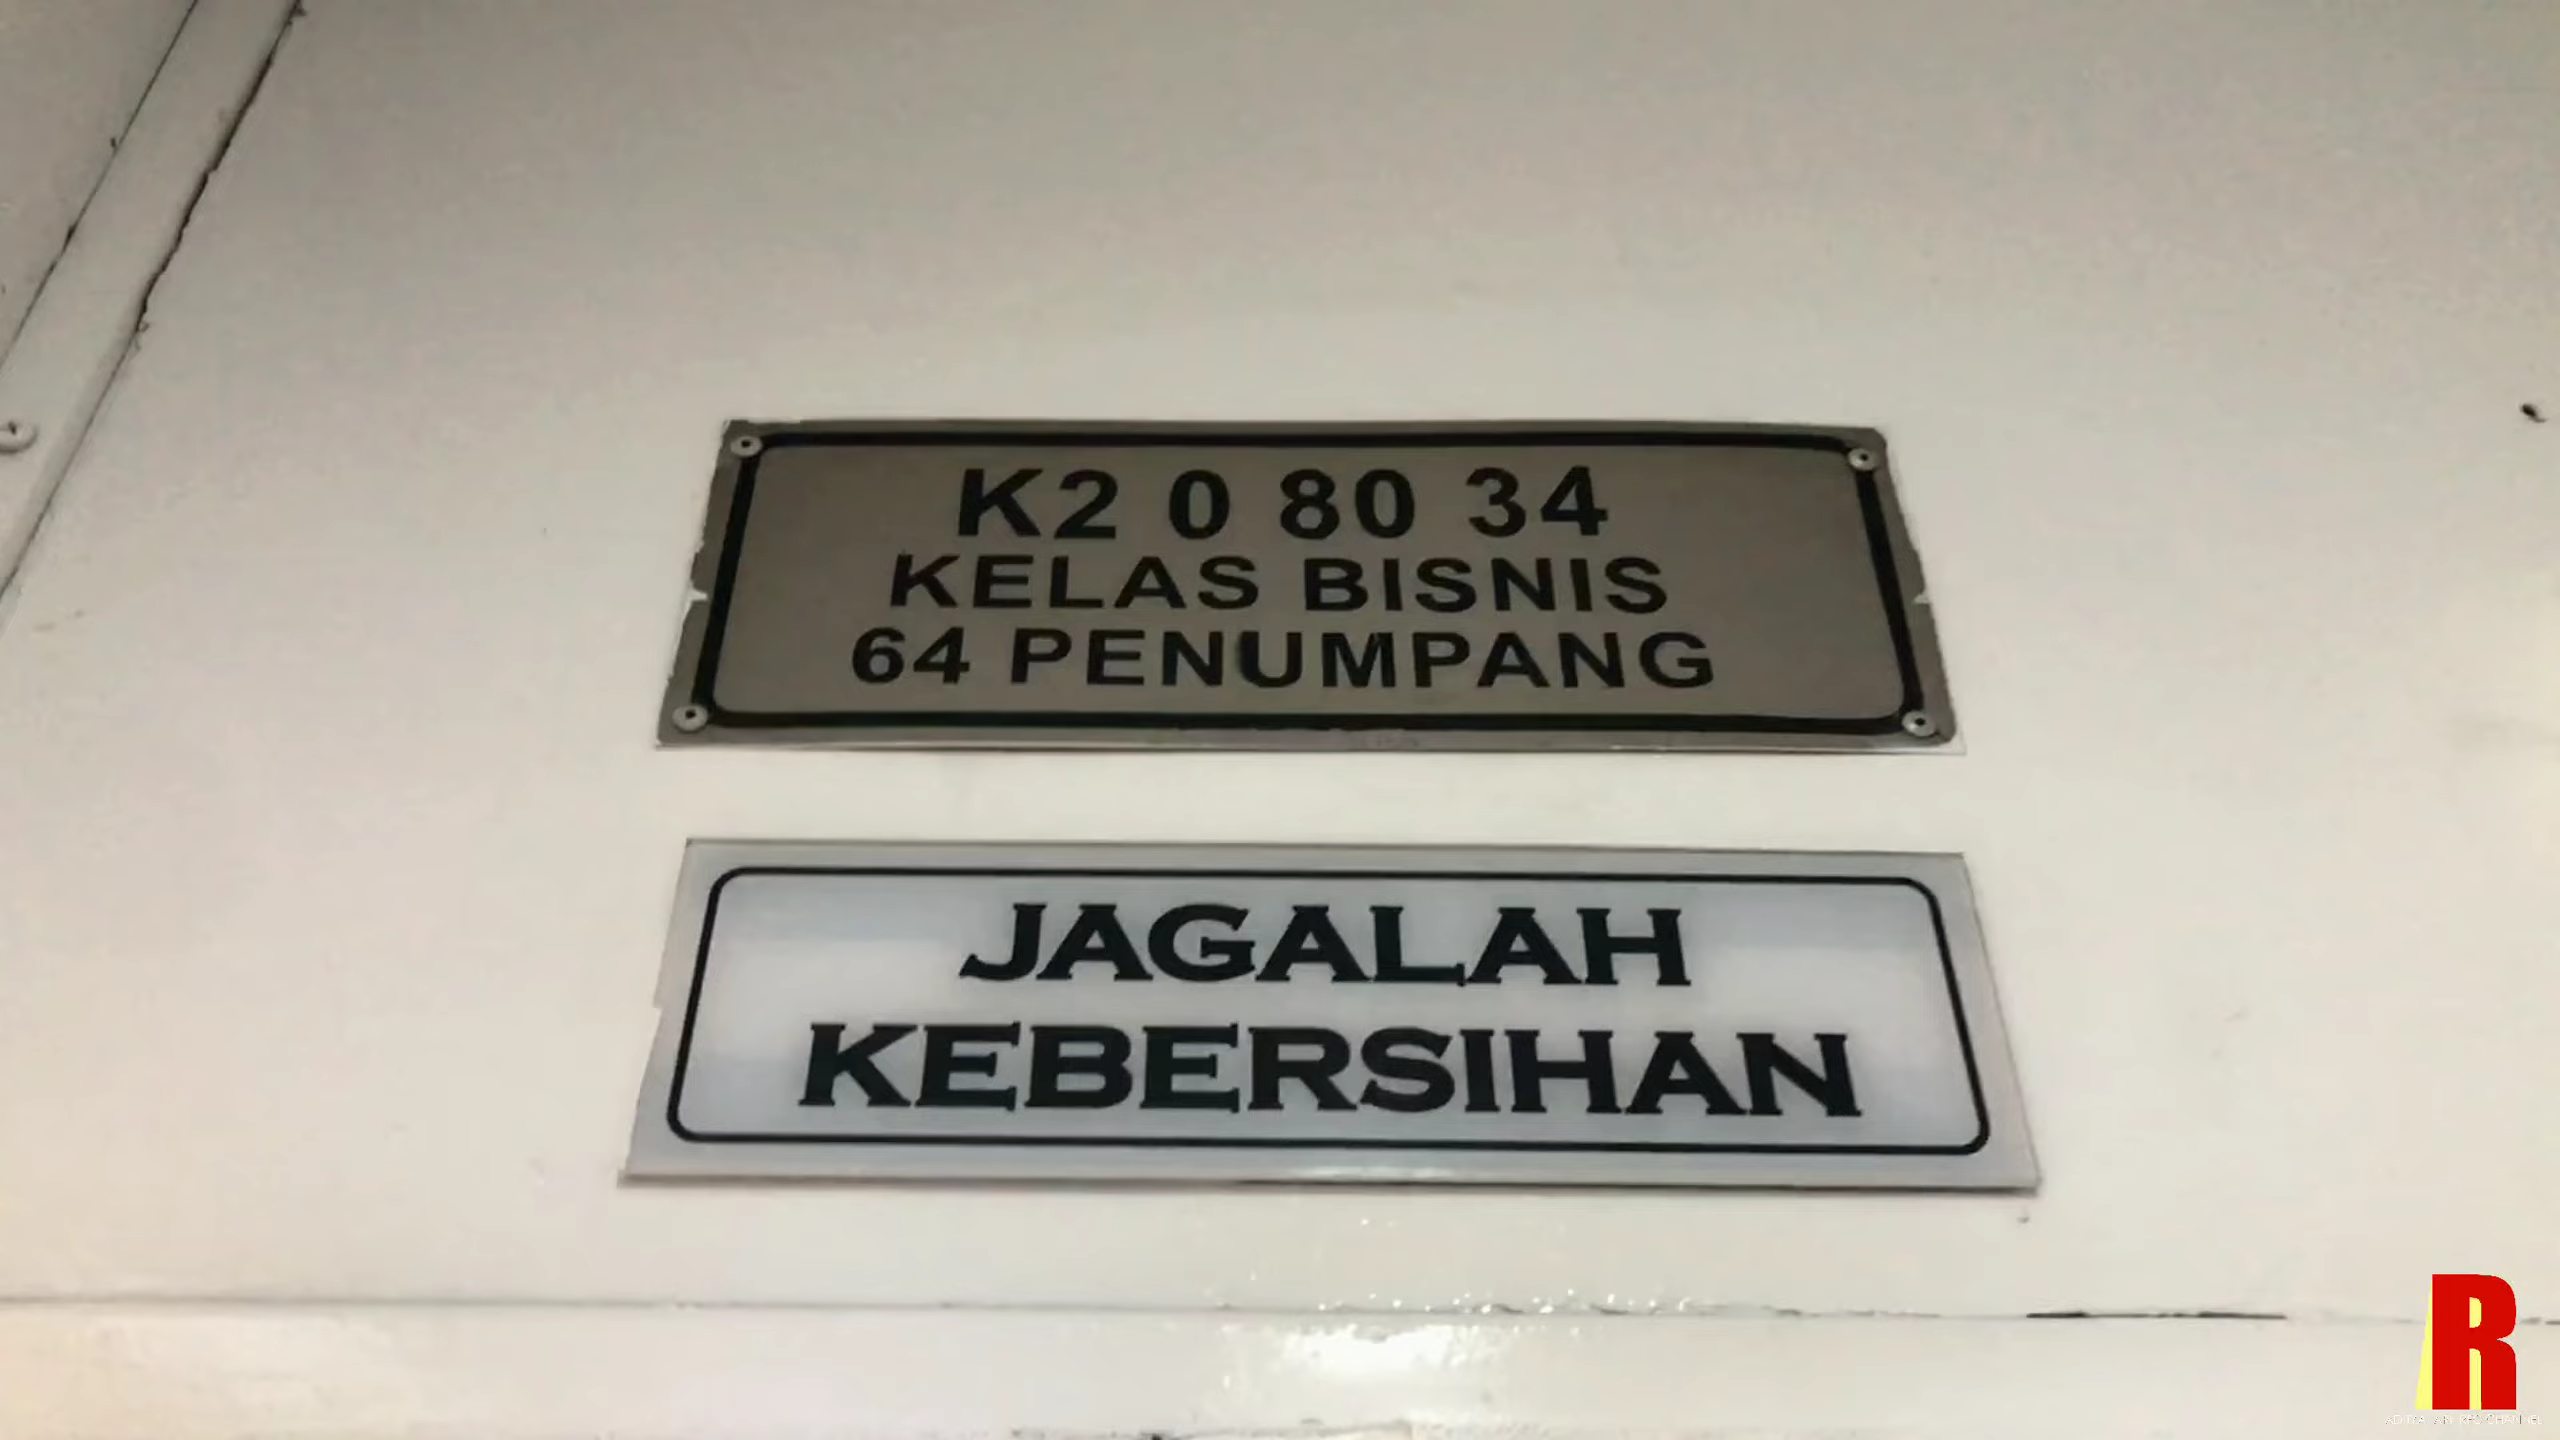 K2 0 80 34
KELAS BISNIS
64 PENUMPANG
JAGALAH
KEBERSIHAN
R